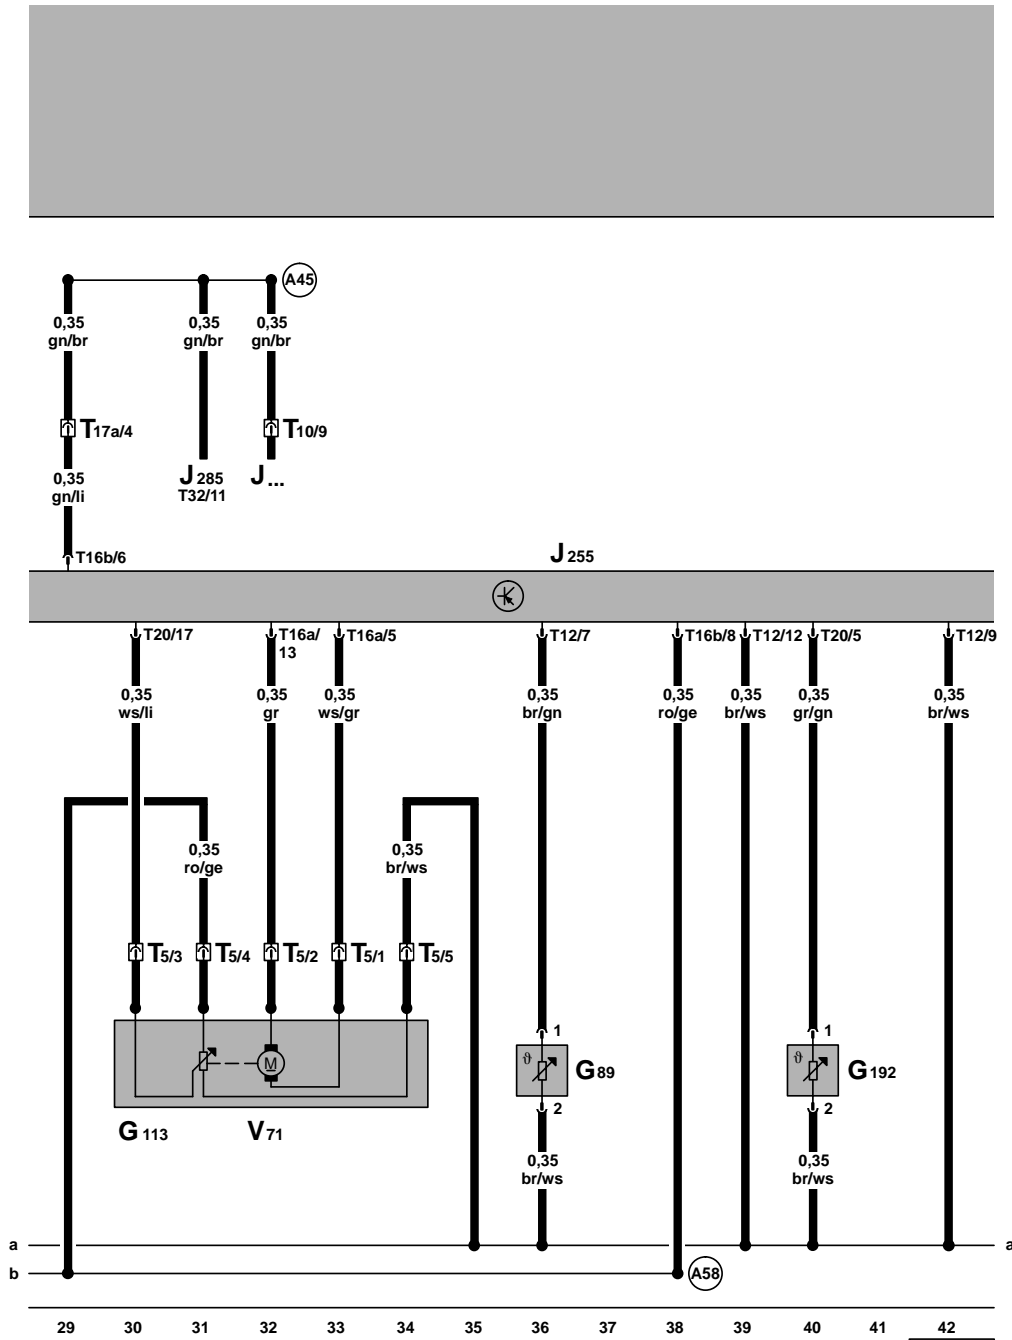 A45
0,35 0,35 0,35
gn/br gn/br gn/br
T17a/4 T10/9
0,35 J285 J...
gn/li T32/11
T16b/6 J255
T20/17 T16a/ T16a/5 T12/7 T16b/8 T12/12 T20/5 T12/9
13
0,35 0,35 0,35 0,35 0,35 0,35 0,35 0,35
ws/li gr ws/gr br/gn ro/ge br/ws gr/gn br/ws
0,35 0,35
ro/ge br/ws
T5/3 T5/4 T5/2 T5/1 T5/5
1 1
M ϑ G89 ϑ G192
2 2
G113 V71
0,35 0,35
br/ws br/ws
a a
b A58
29 30 31 32 33 34 35 36 37 38 39 40 41 42